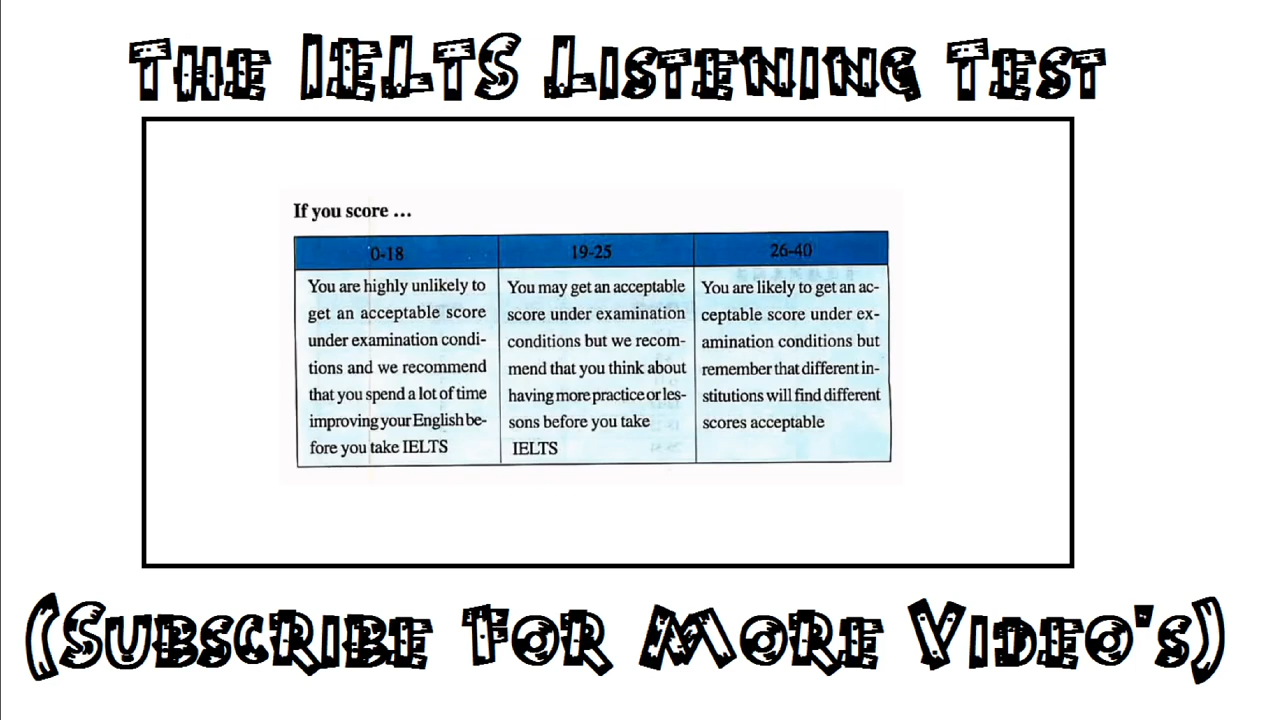 The IELTS Listening Test
If you score ...
0-18
You are highly unlikely to
get an acceptable score
under examination condi-
tions and we recommend
that you spend a lot of time
improving your English be-
fore you take IELTS
19-25
You may get an acceptable
score under examination
conditions but we recom-
mend that you think about
having more practice or les-
sons before you take
IELTS
26-40
You are likely to get an ac-
ceptable score under ex-
amination conditions but
remember that different in-
stitutions will find different
scores acceptable
(Subscribe For More Video's)